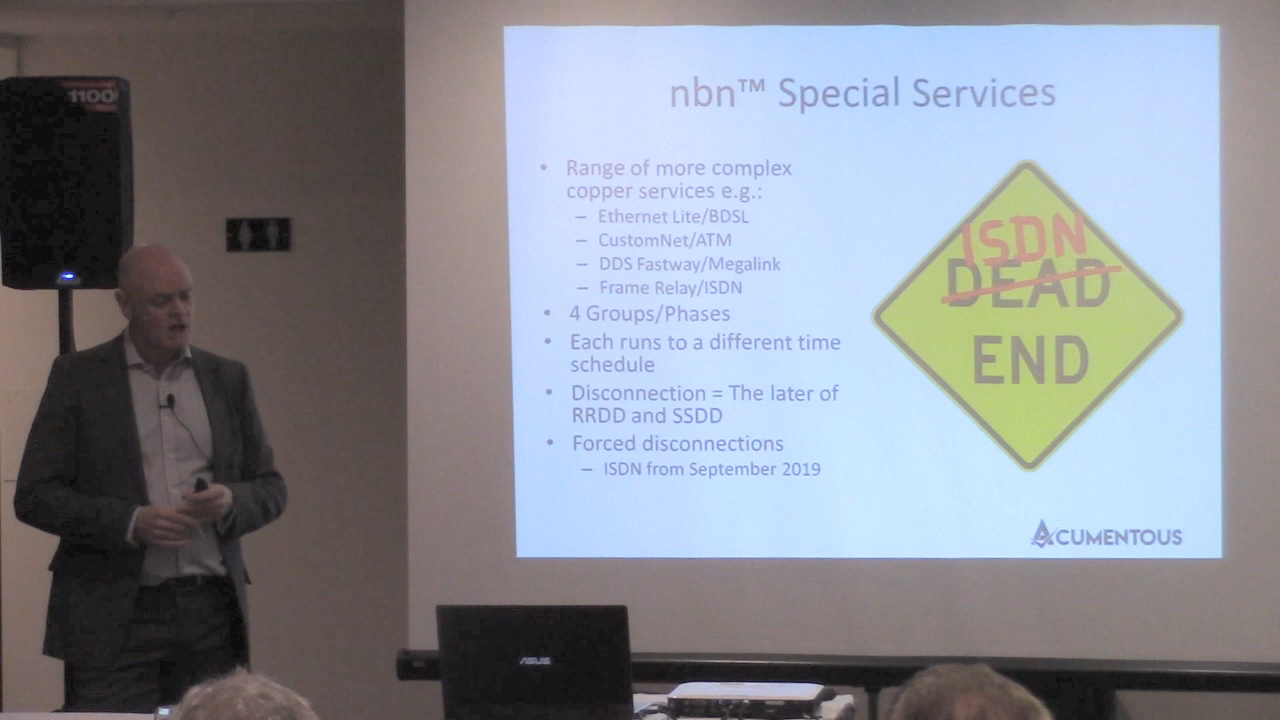 1100
nbn™ Special Services
• Range of more complex
copper services e.g.:
– Ethernet Lite/BDSL
– CustomNet/ATM
– DDS Fastway/Megalink
– Frame Relay/ISDN
• 4 Groups/Phases
• Each runs to a different time
schedule
• Disconnection = The later of
RRDD and SSDD
• Forced disconnections
– ISDN from September 2019
ISDN
DEAD
END
ACUMENTOUS
ASUS